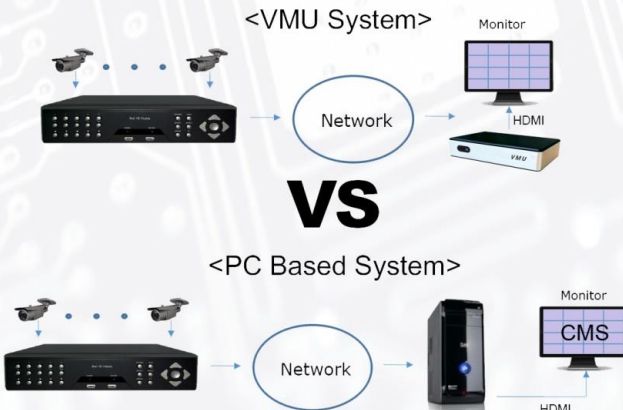 <VMU System>
Monitor
Network
HDMI
VMU
VS
<PC Based System>
Monitor
CMS
Network
HDMI